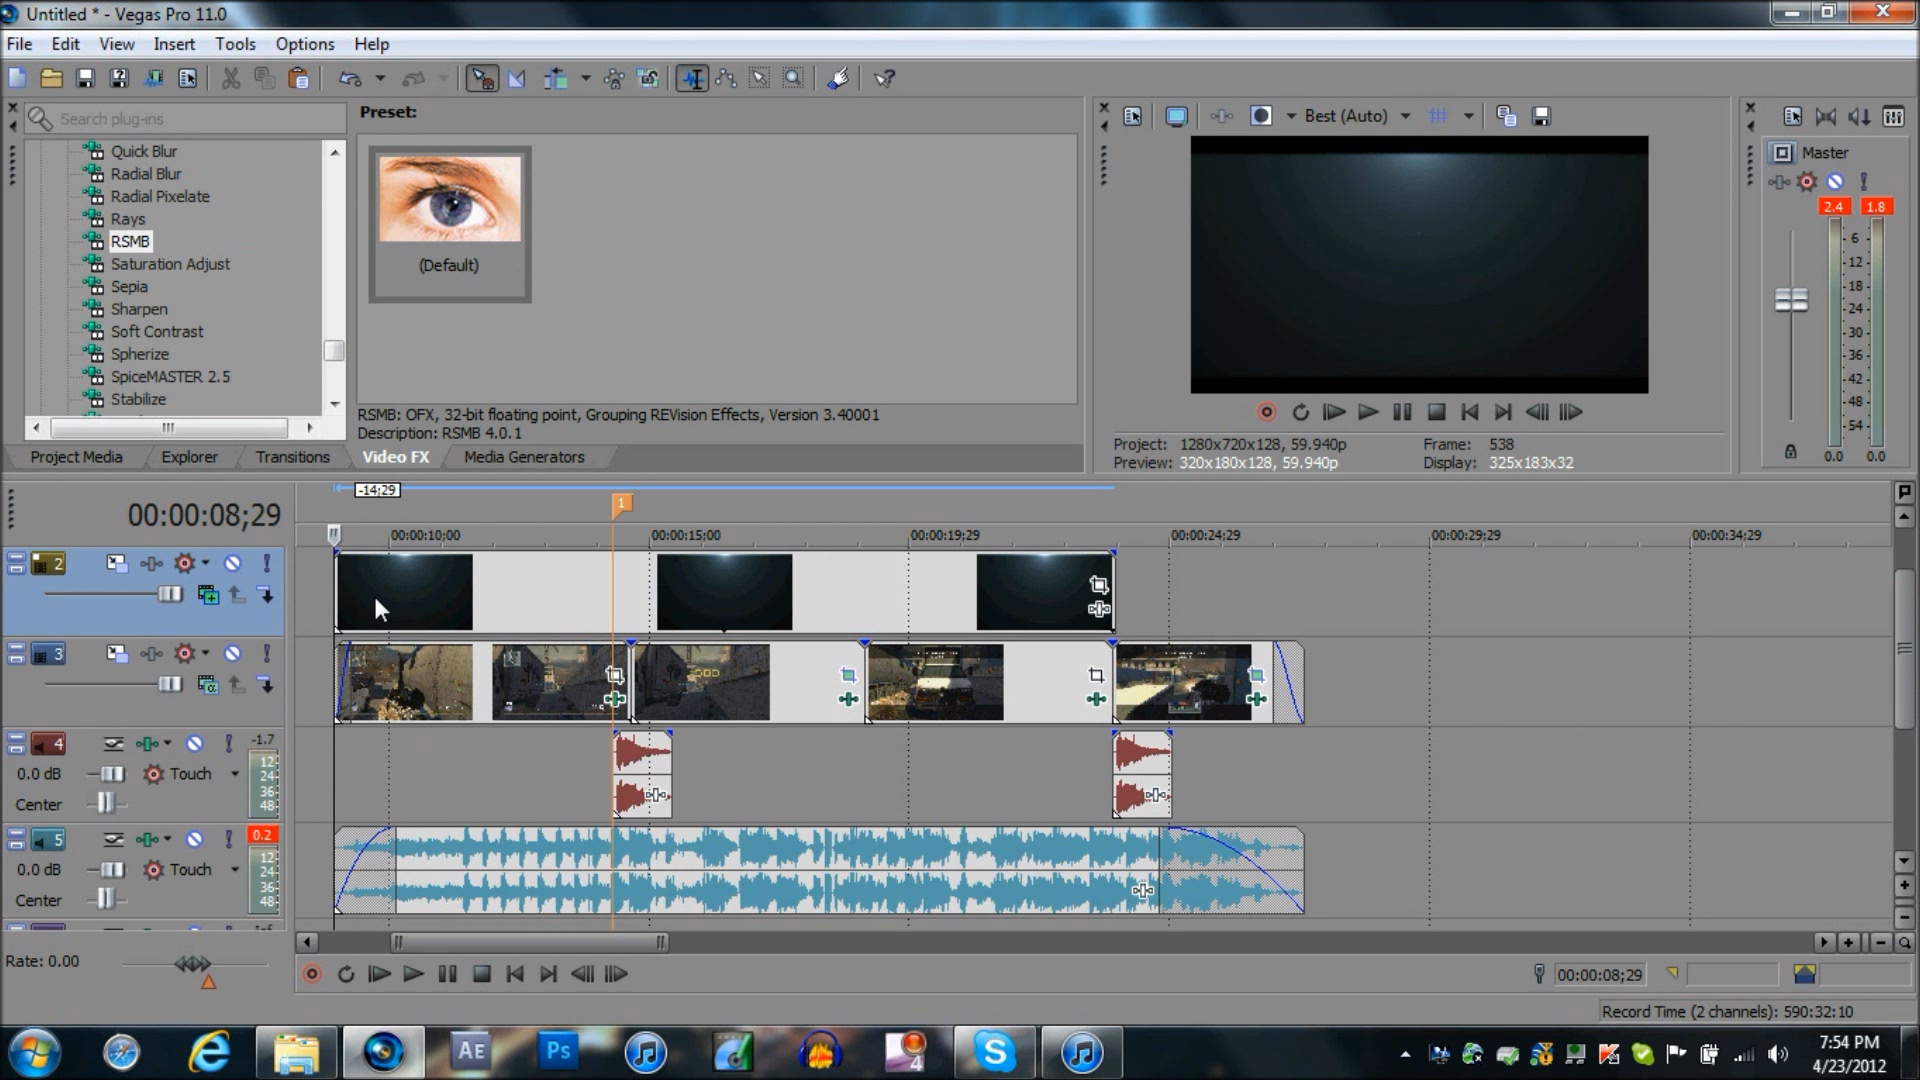 Untitled * - Vegas Pro 11.0
File Edit View Insert Tools Options Help
Search plug-ins
Quick Blur
Radial Blur
Radial Pixelate
Rays
RSMB
Saturation Adjust
Sepia
Sharpen
Soft Contrast
Spherize
SpiceMASTER 2.5
Stabilize
Preset:
(Default)
RSMB: OFX, 32-bit floating point, Grouping REVision Effects, Version 3.40001
Description: RSMB 4.0.1
Project Media Explorer Transitions Video FX Media Generators
Best (Auto)
Project: 1280x720x128, 59.940p Frame: 538
Preview: 320x180x128, 59.940p Display: 325x183x32
Master
2.4 1.8
6
12
18
24
30
36
42
48
54
0.0 0.0
00:00:08;29
-14;29
1
00:00:10;00 00:00:15;00 00:00:19;29 00:00:24;29 00:00:29;29 00:00:34;29
2
3
4 -1.7
12
0.0 dB Touch 24
36
Center 48
5 0.2
12
0.0 dB Touch 24
36
Center 48
Rate: 0.00
00:00:08;29
Record Time (2 channels): 590:32:10
AE Ps 4 S
7:54 PM
4/23/2012